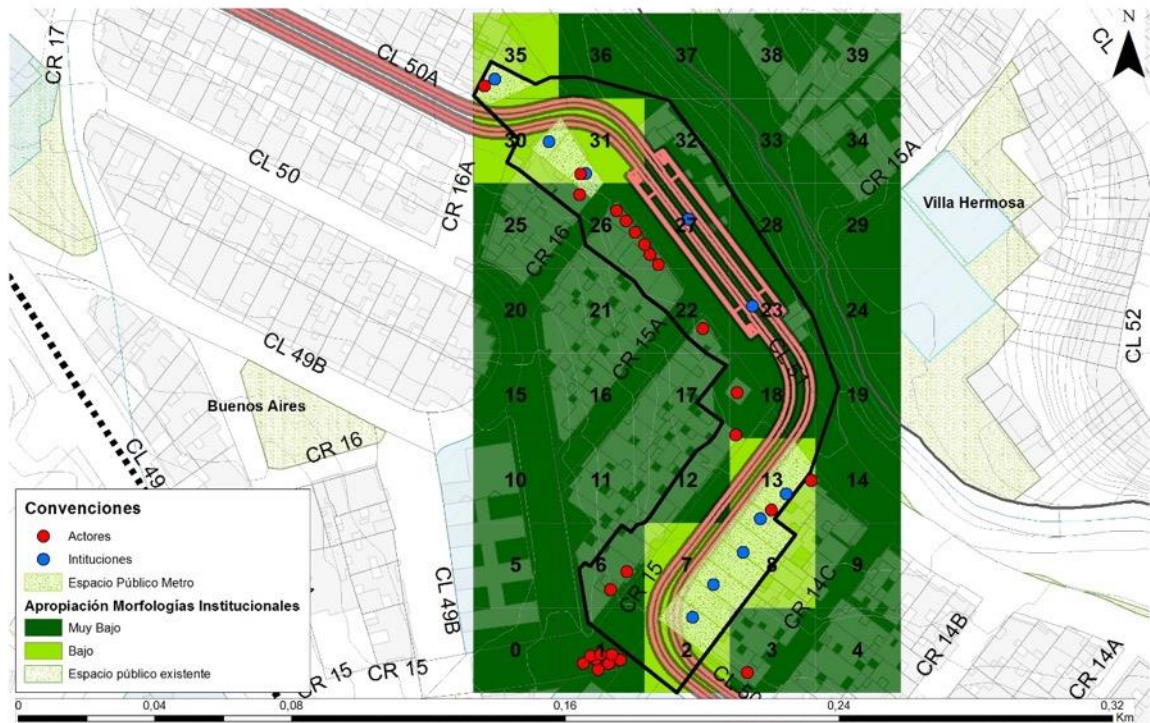 CR 17
CL 50A
CL 50
CR 16A
CL 49B
Buenos Aires
CR 16
CL 49
CL 49B
CR 15
CR 15
35 36 37 38 39
30 31 32 33 34
25 26 28 29
20 21 22 23 24
15 16 17 18 19
10 11 12 13 14
5 6 7 8 9
0 1 2 3 4
CR 16
CR 15A
CR 15
CR 14C
CR 15A
Villa Hermosa
CL
CL 52
CR 14B
CR 14A
N
Convenciones
Actores
Intituciones
Espacio Público Metro
Apropiación Morfologías Institucionales
Muy Bajo
Bajo
Espacio público existente
0 0,04 0,08 0,16 0,24 0,32
Km